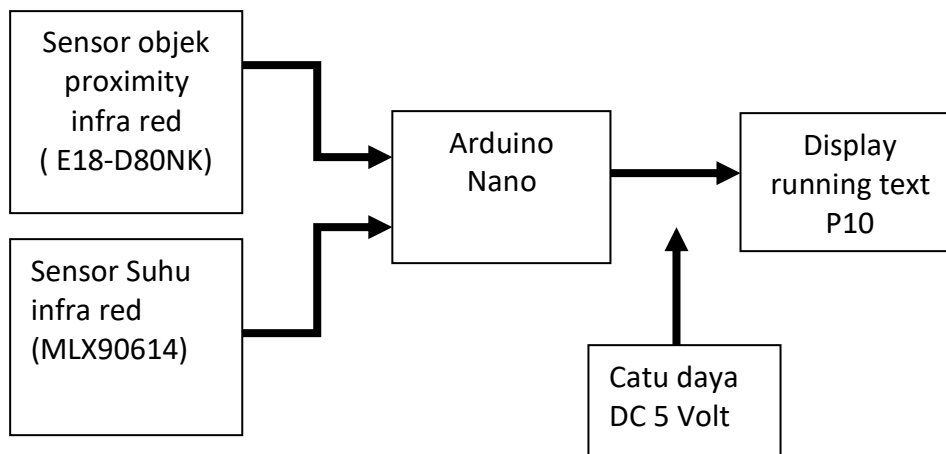 Sensor objek
proximity
infra red
( E18-D80NK)
Sensor Suhu
infra red
(MLX90614)
Arduino
Nano
Display
running text
P10
Catu daya
DC 5 Volt